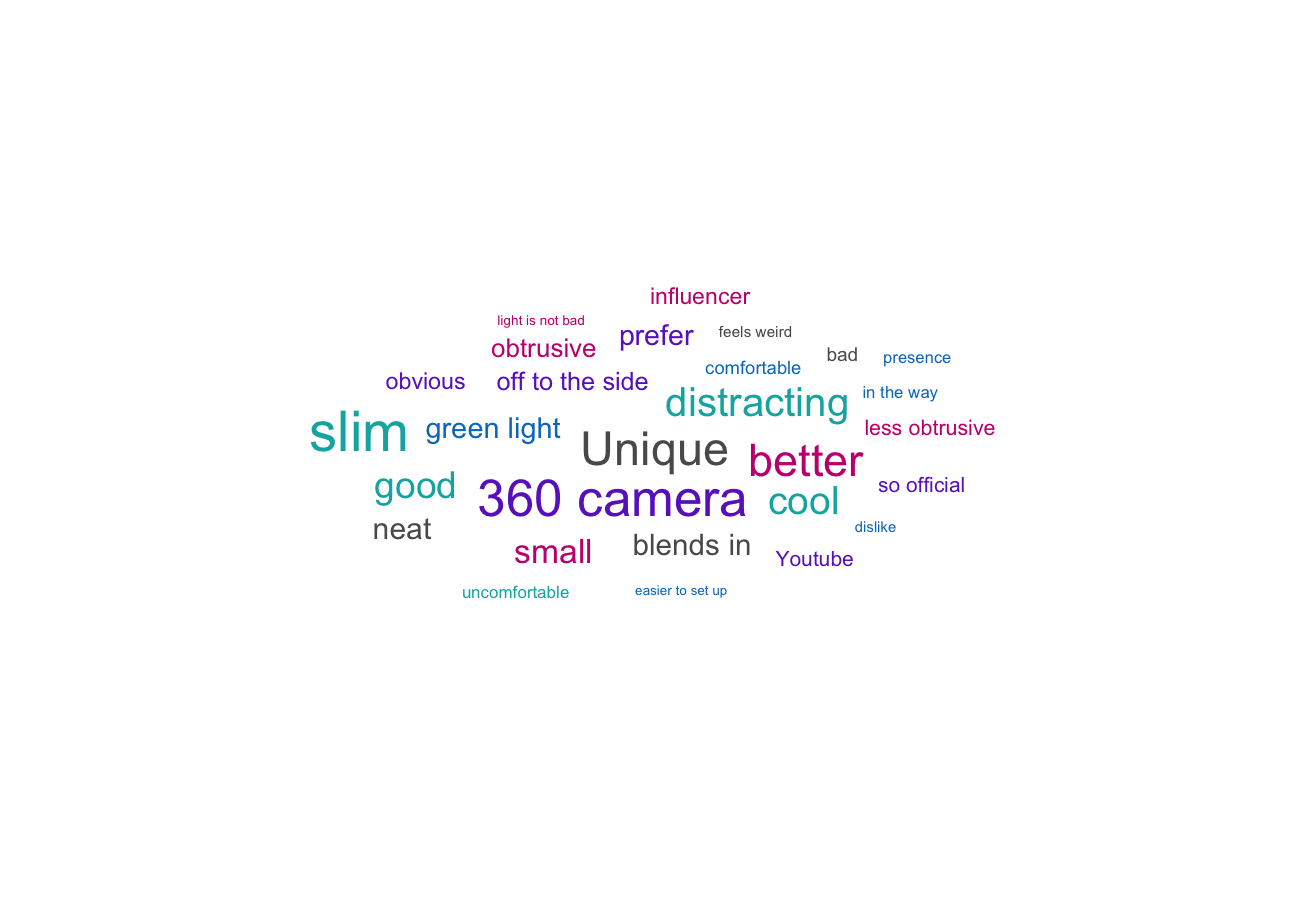 influencer
light is not bad
prefer
feels weird
obtrusive
bad
presence
comfortable
obvious
off to the side
in the way
distracting
slim
green light
less obtrusive
Unique
better
good
360 camera
cool
so official
neat
dislike
small
blends in
Youtube
uncomfortable
easier to set up